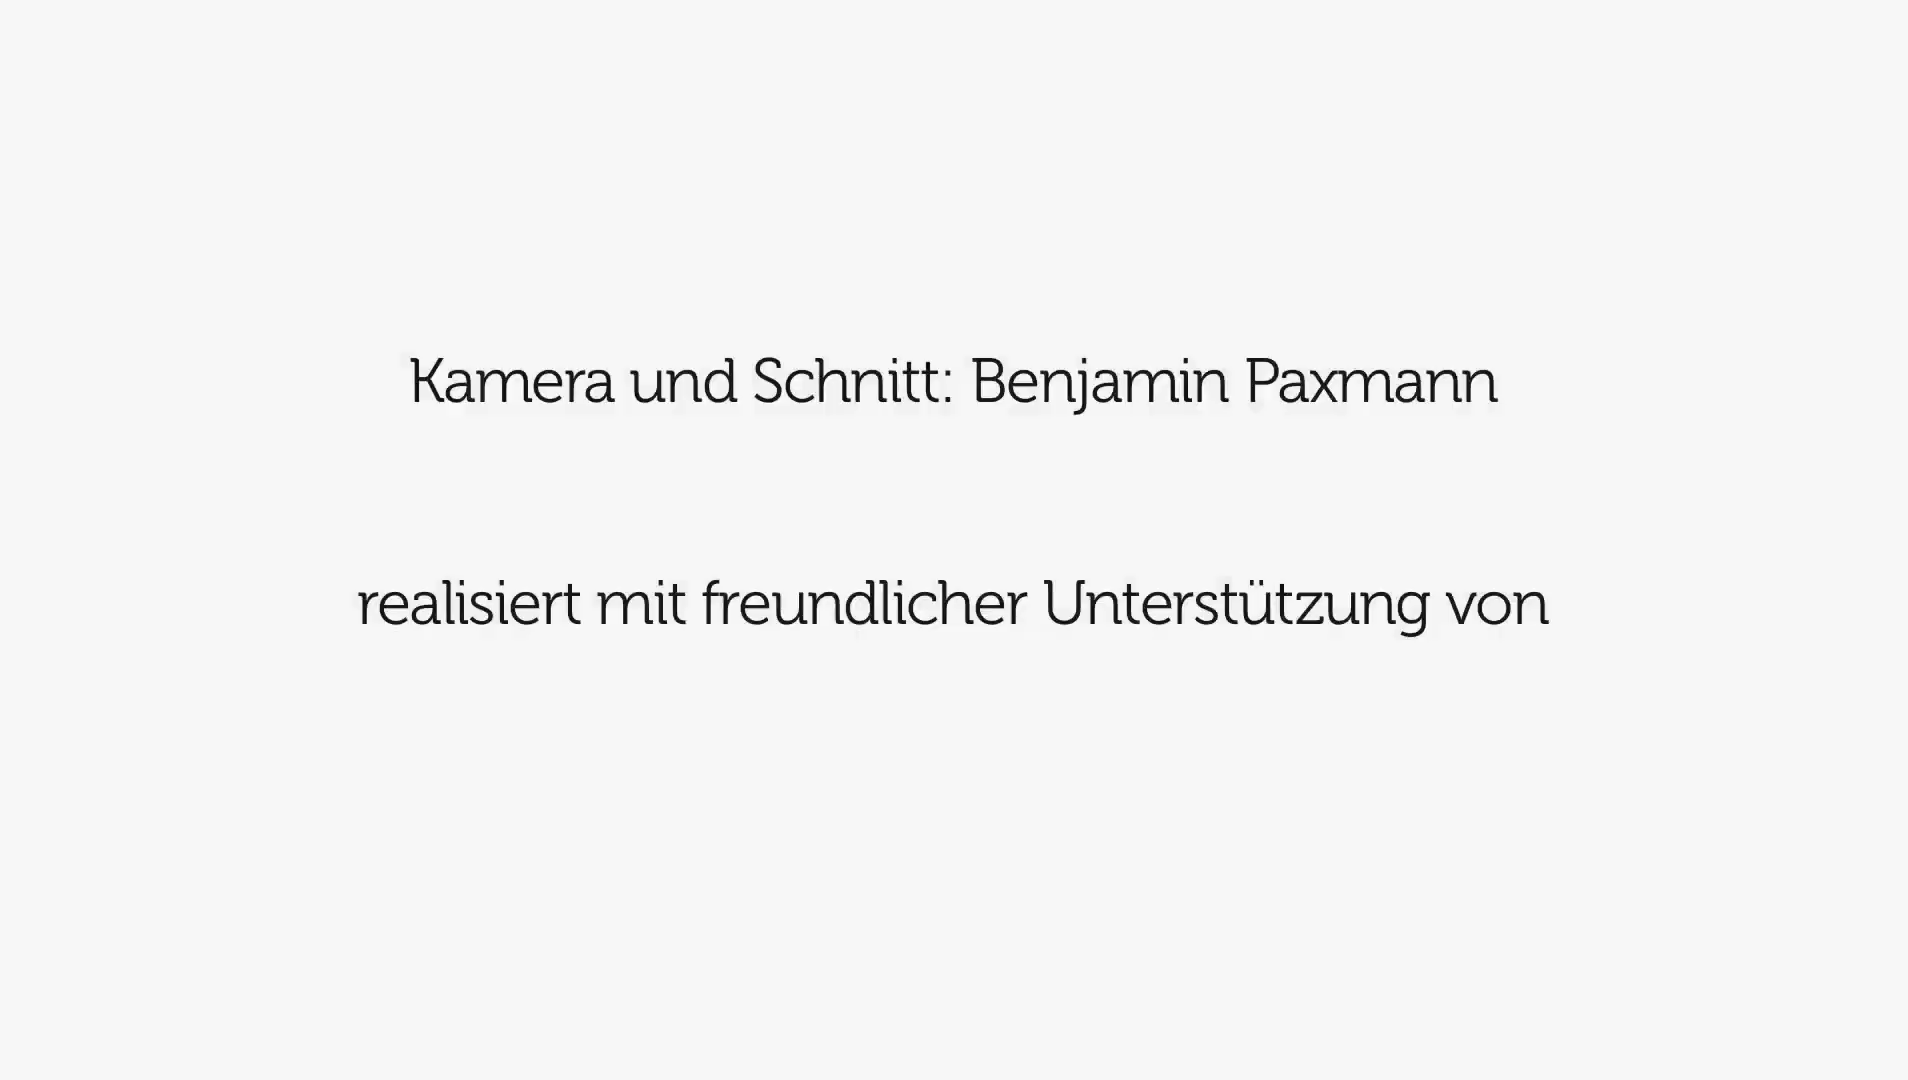 Kamera und Schnitt: Benjamin Paxmann
realisiert mit freundlicher Unterstützung von